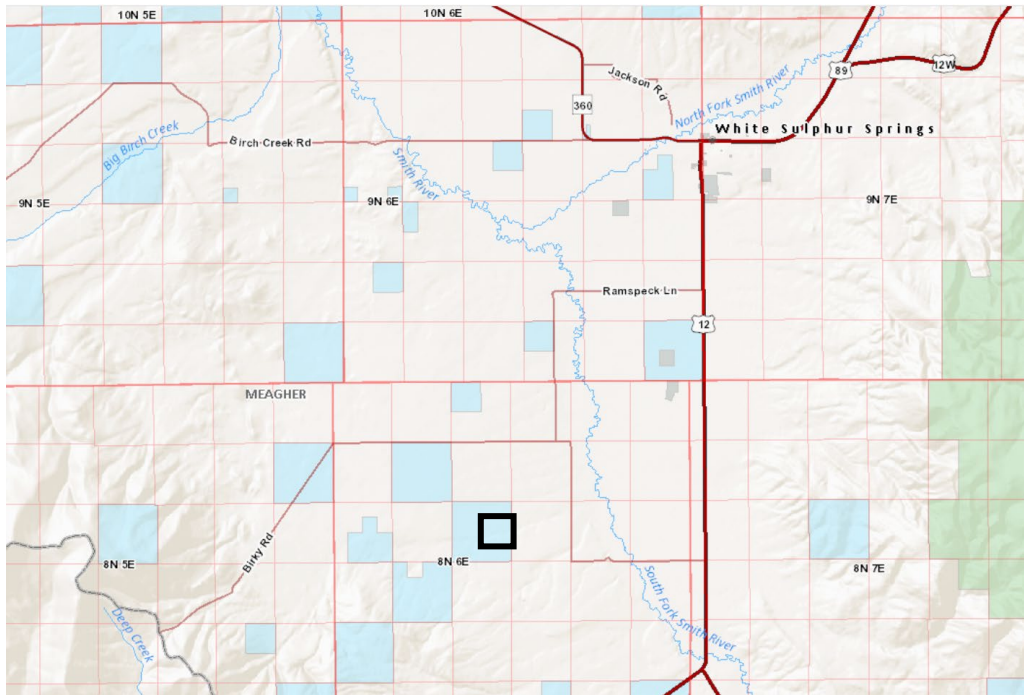 10N 5E
10N 6E
Jackson Rd
89
12W
360
North Fork Smith River
White Sulphur Springs
Big Birch Creek
Birch Creek Rd
Smith River
9N 5E
9N 6E
9N 7E
Ramspeck Ln
12
MEAGHER
Birky Rd
8N 5E
8N 6E
8N 7E
South Fork Smith River
Deep Creek